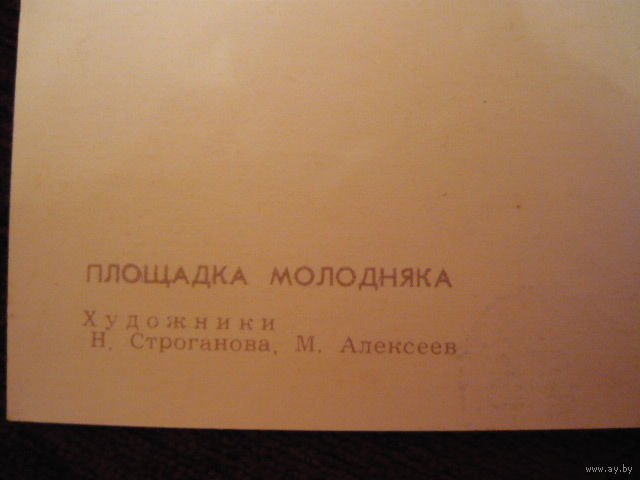 ПЛОЩАДКА МОЛОДНЯКА
Художники
Н. Строганова, М. Алексеев
www.ay.by